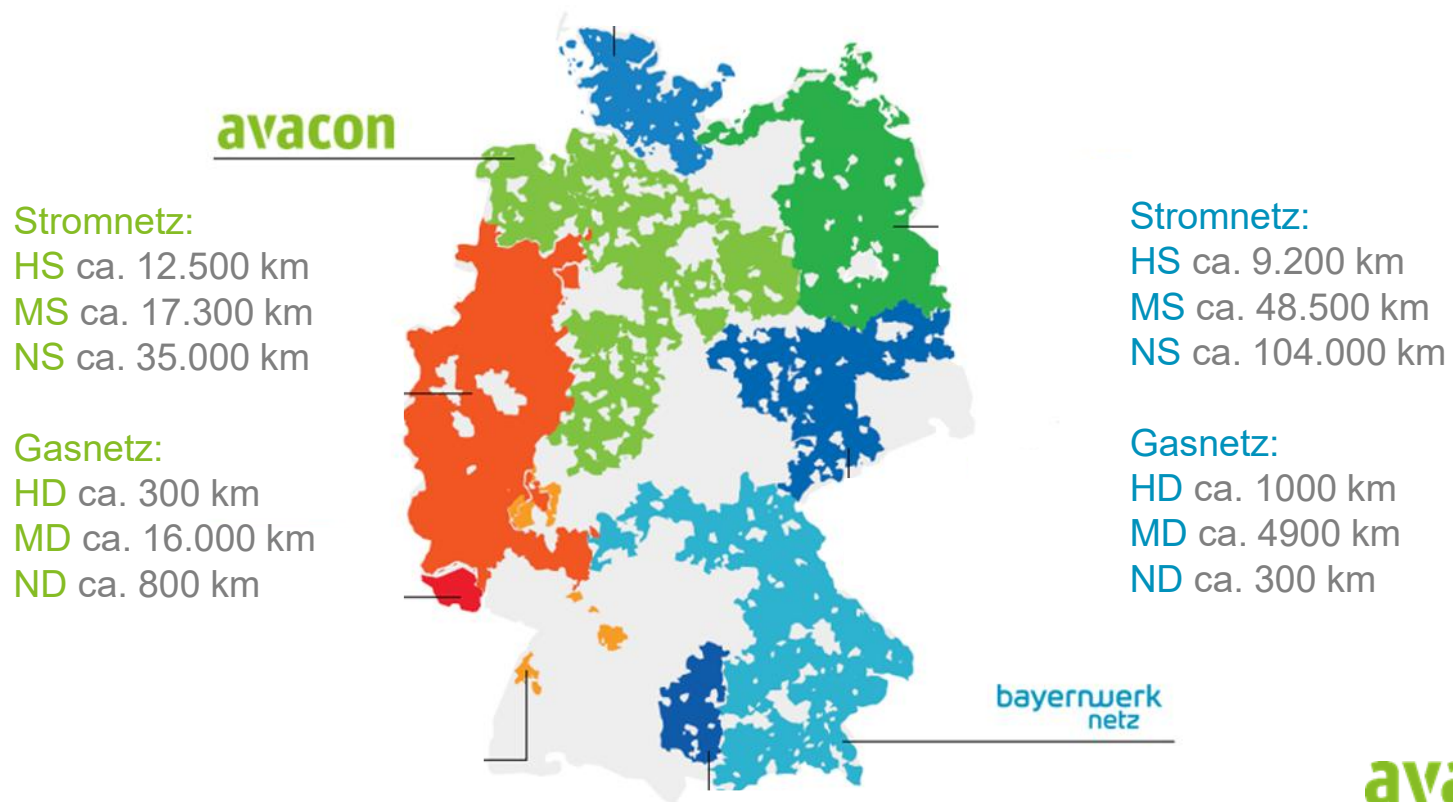 avacon
Stromnetz:
HS ca. 12.500 km
MS ca. 17.300 km
NS ca. 35.000 km
Gasnetz:
HD ca. 300 km
MD ca. 16.000 km
ND ca. 800 km
Stromnetz:
HS ca. 9.200 km
MS ca. 48.500 km
NS ca. 104.000 km
Gasnetz:
HD ca. 1000 km
MD ca. 4900 km
ND ca. 300 km
bayernwerk
netz